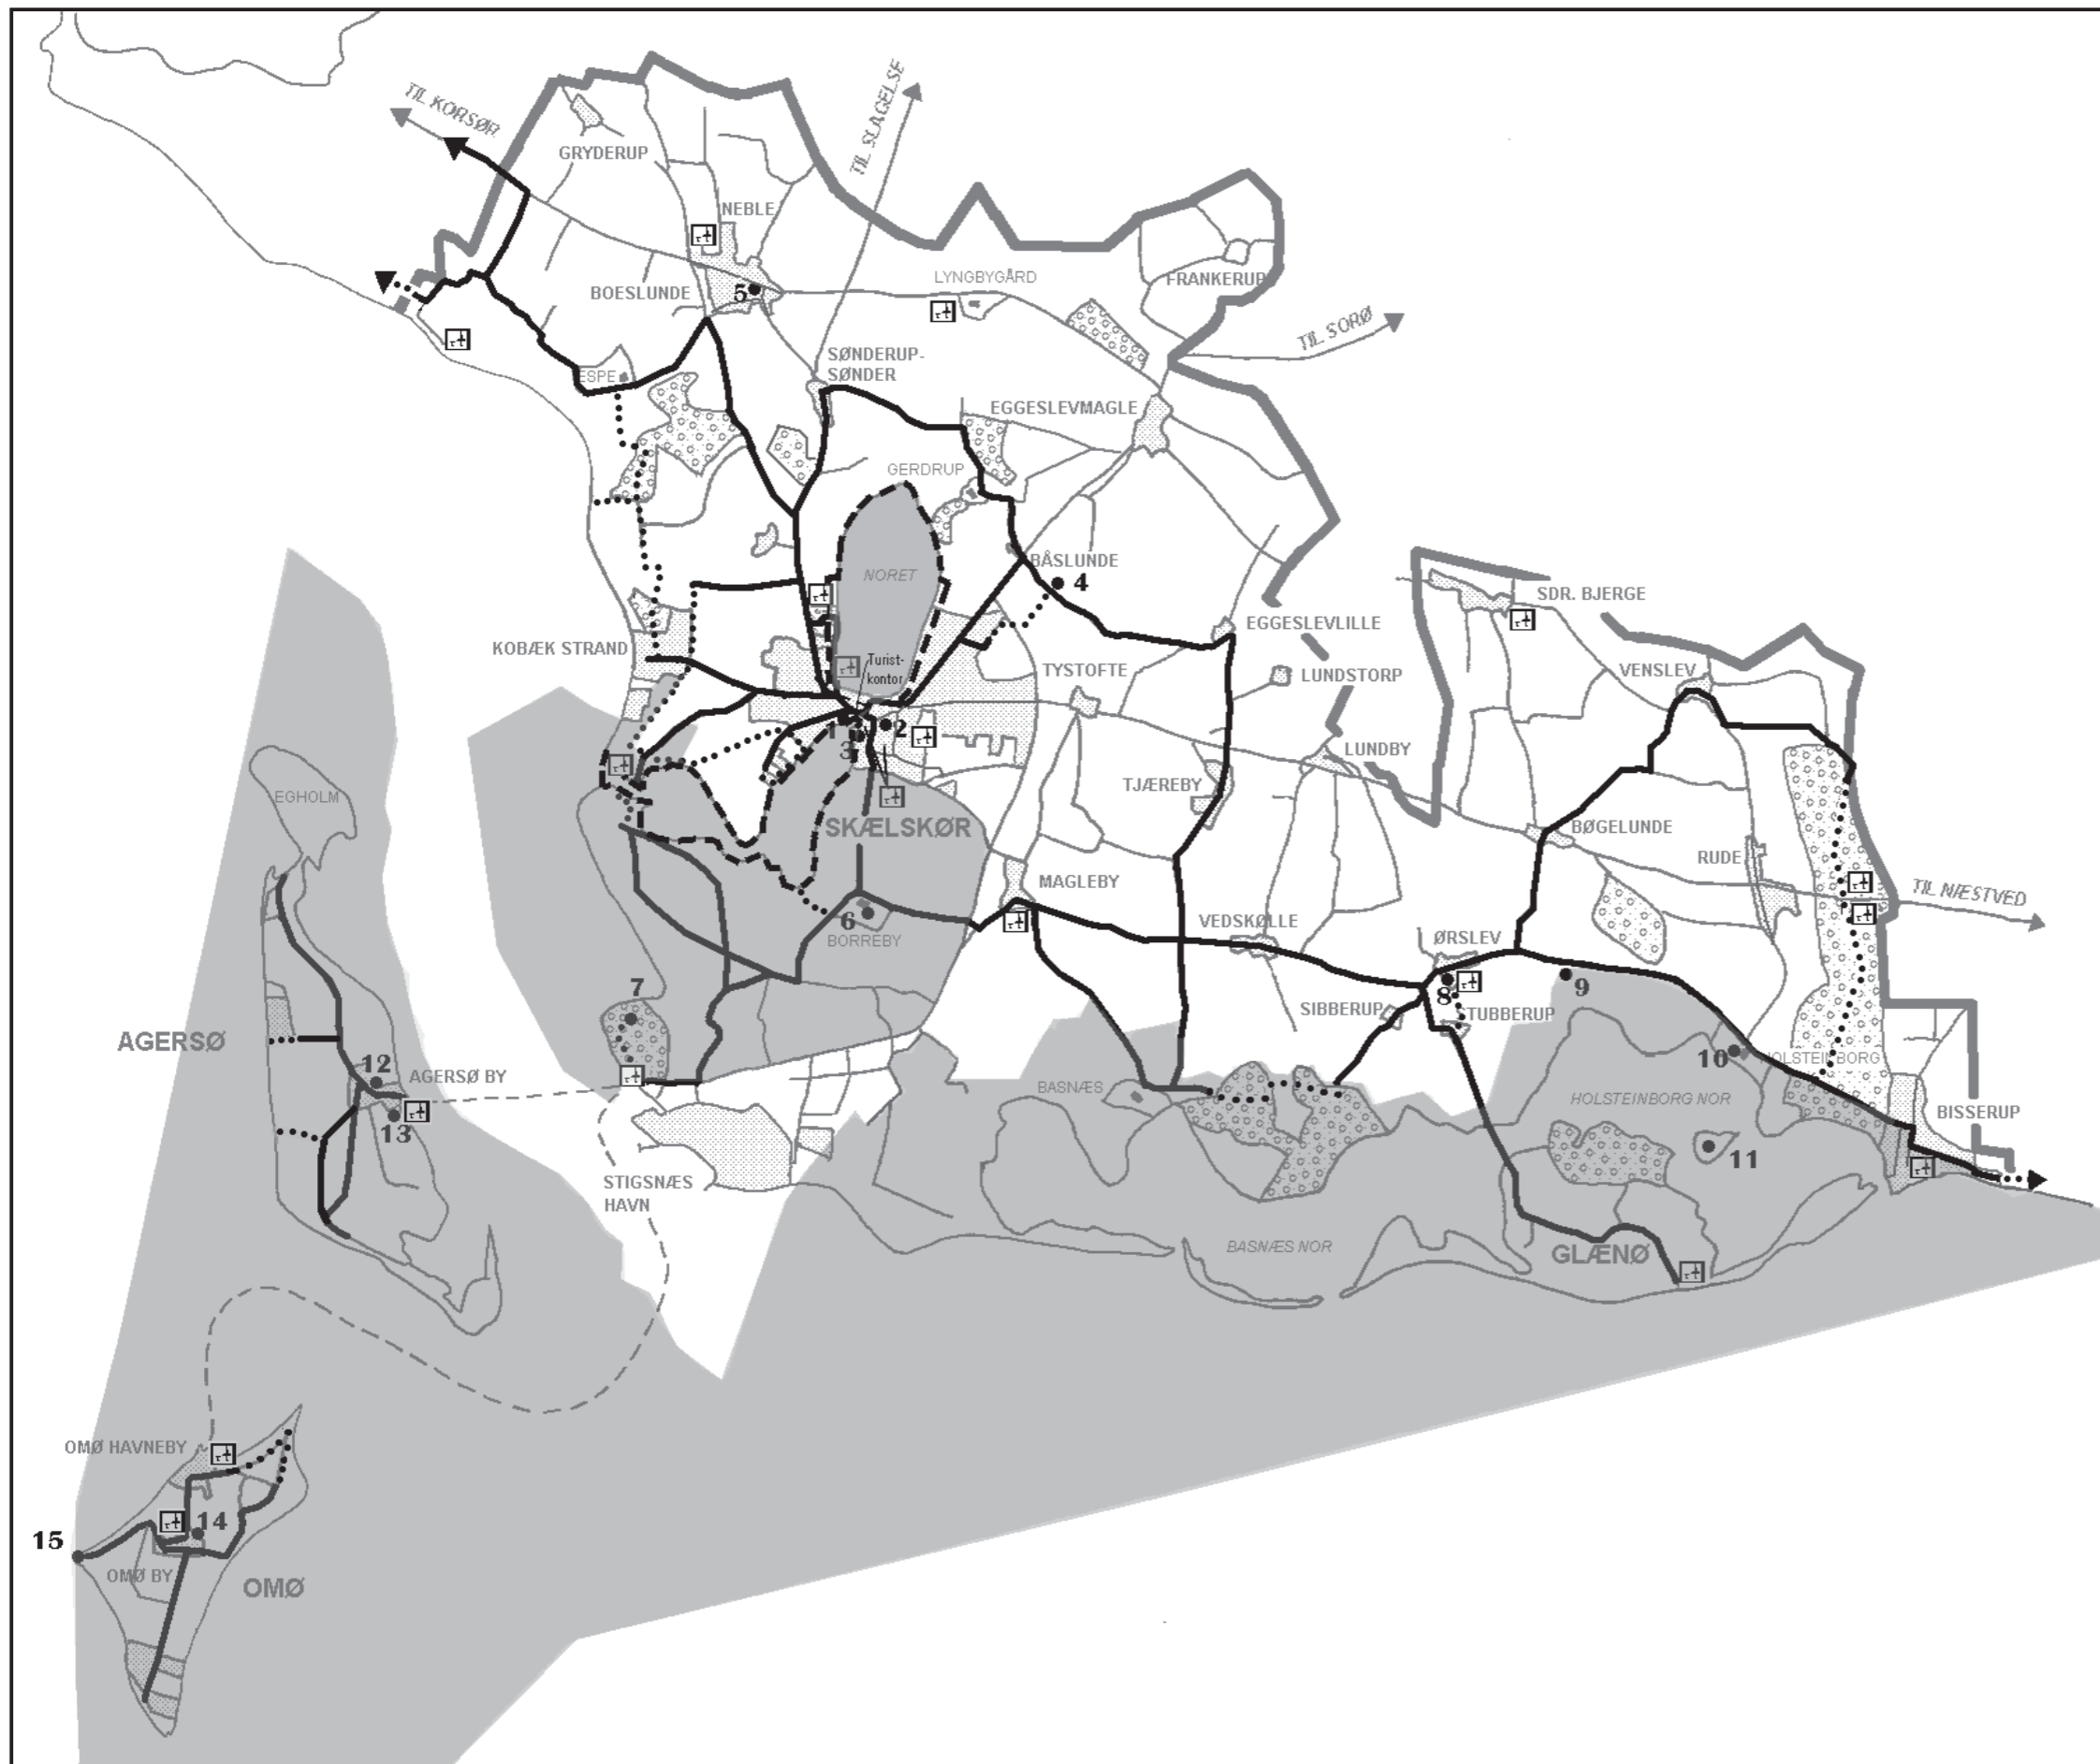 TIL KORSØR
TIL SLAGELSE
GRYDERUP
NEBLE
LYNGBYGÅRD
FRANKERUP
BOESLUNDE
5
TIL SORØ
SØNDERUP-
SØNDER
ESPE
EGGESLEVMAGLE
GERDRUP
NORET
BÅSLUNDE
4
SDR. BJERGE
EGGESLEVLILLE
KOBÆK STRAND
Turist-
kontor
TYSTOFTE
LUNDSTORP
VENSLEV
1
2
3
LUNDBY
TJÆREBY
EGHOLM
SKÆLSKØR
BØGELUNDE
RUDE
MAGLEBY
TIL NÆSTVED
6
BORREBY
VEDSKØLLE
ØRSLEV
7
8
9
SIBBERUP
STUBBERUP
AGERSØ
10
HOLSTEINBORG
12
AGERSØ BY
BASNÆS
HOLSTEINBORG NOR
BISSERUP
13
11
STIGSNÆS
HAVN
BASNÆS NOR
GLÆNØ
OMØ HAVNEBY
14
15
OMØ BY
OMØ